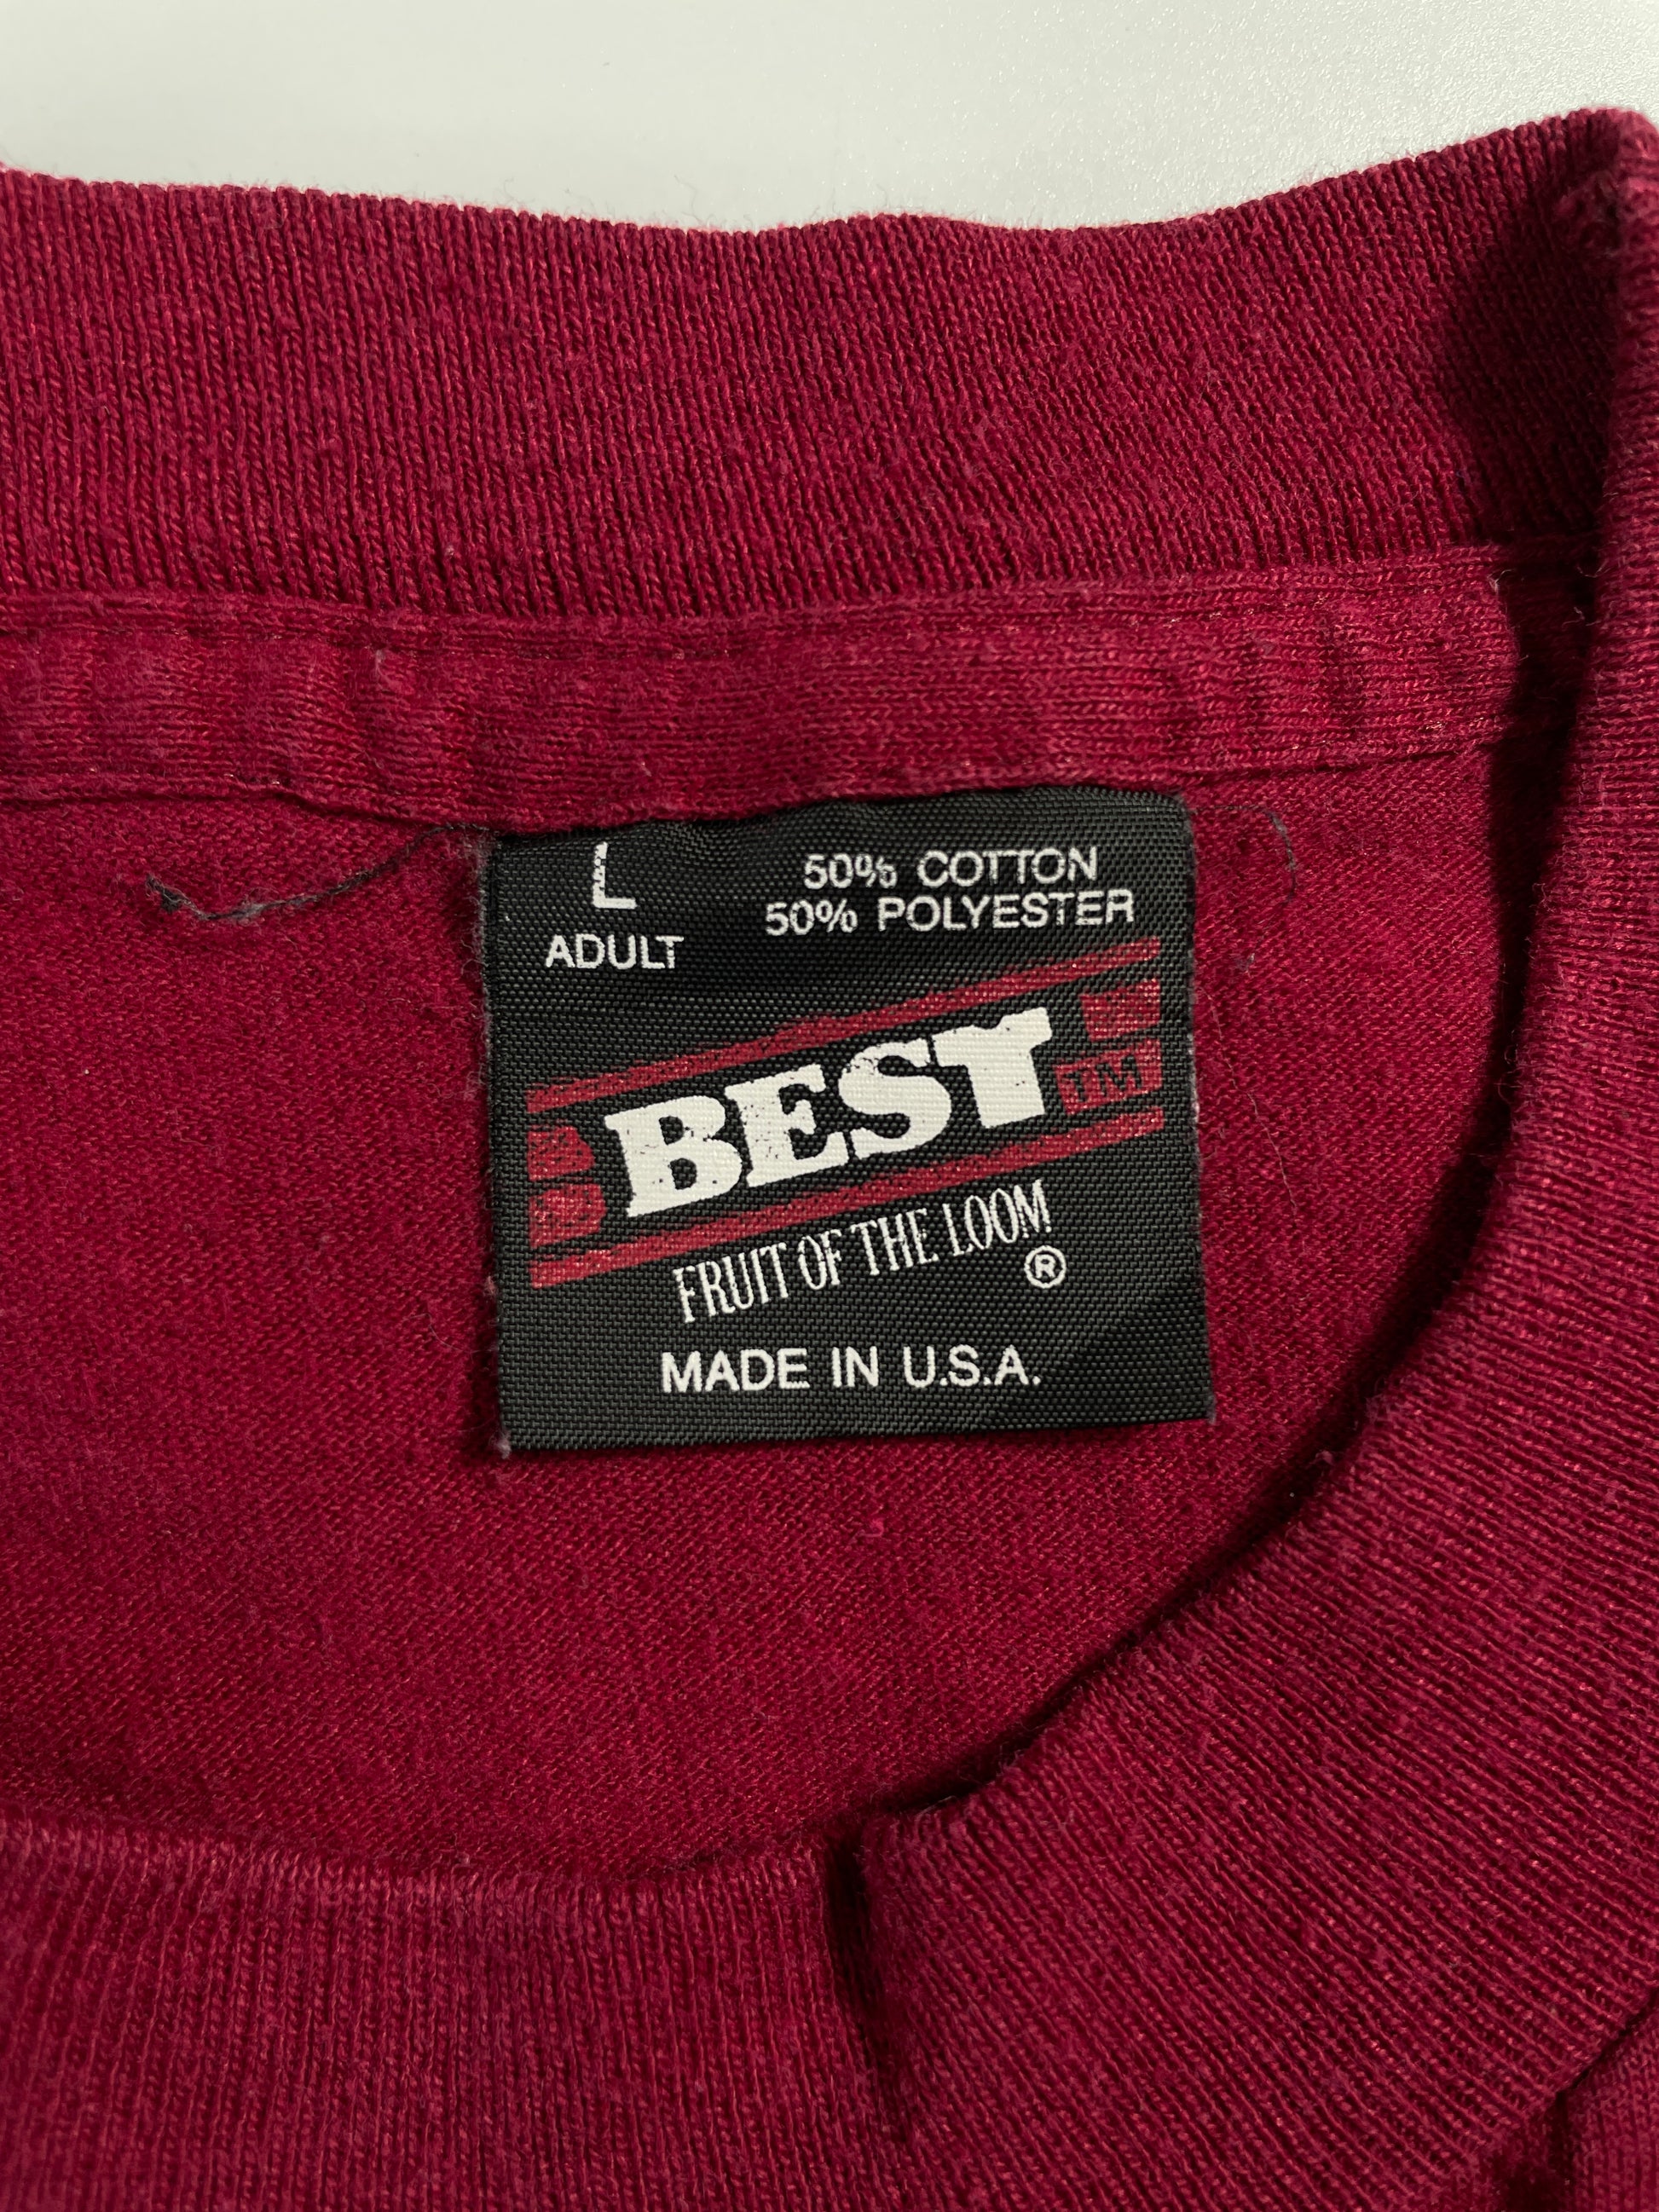 L
ADULT
50% COTTON
50% POLYESTER
BEST
TM
FRUIT OF THE LOOM
®
MADE IN U.S.A.